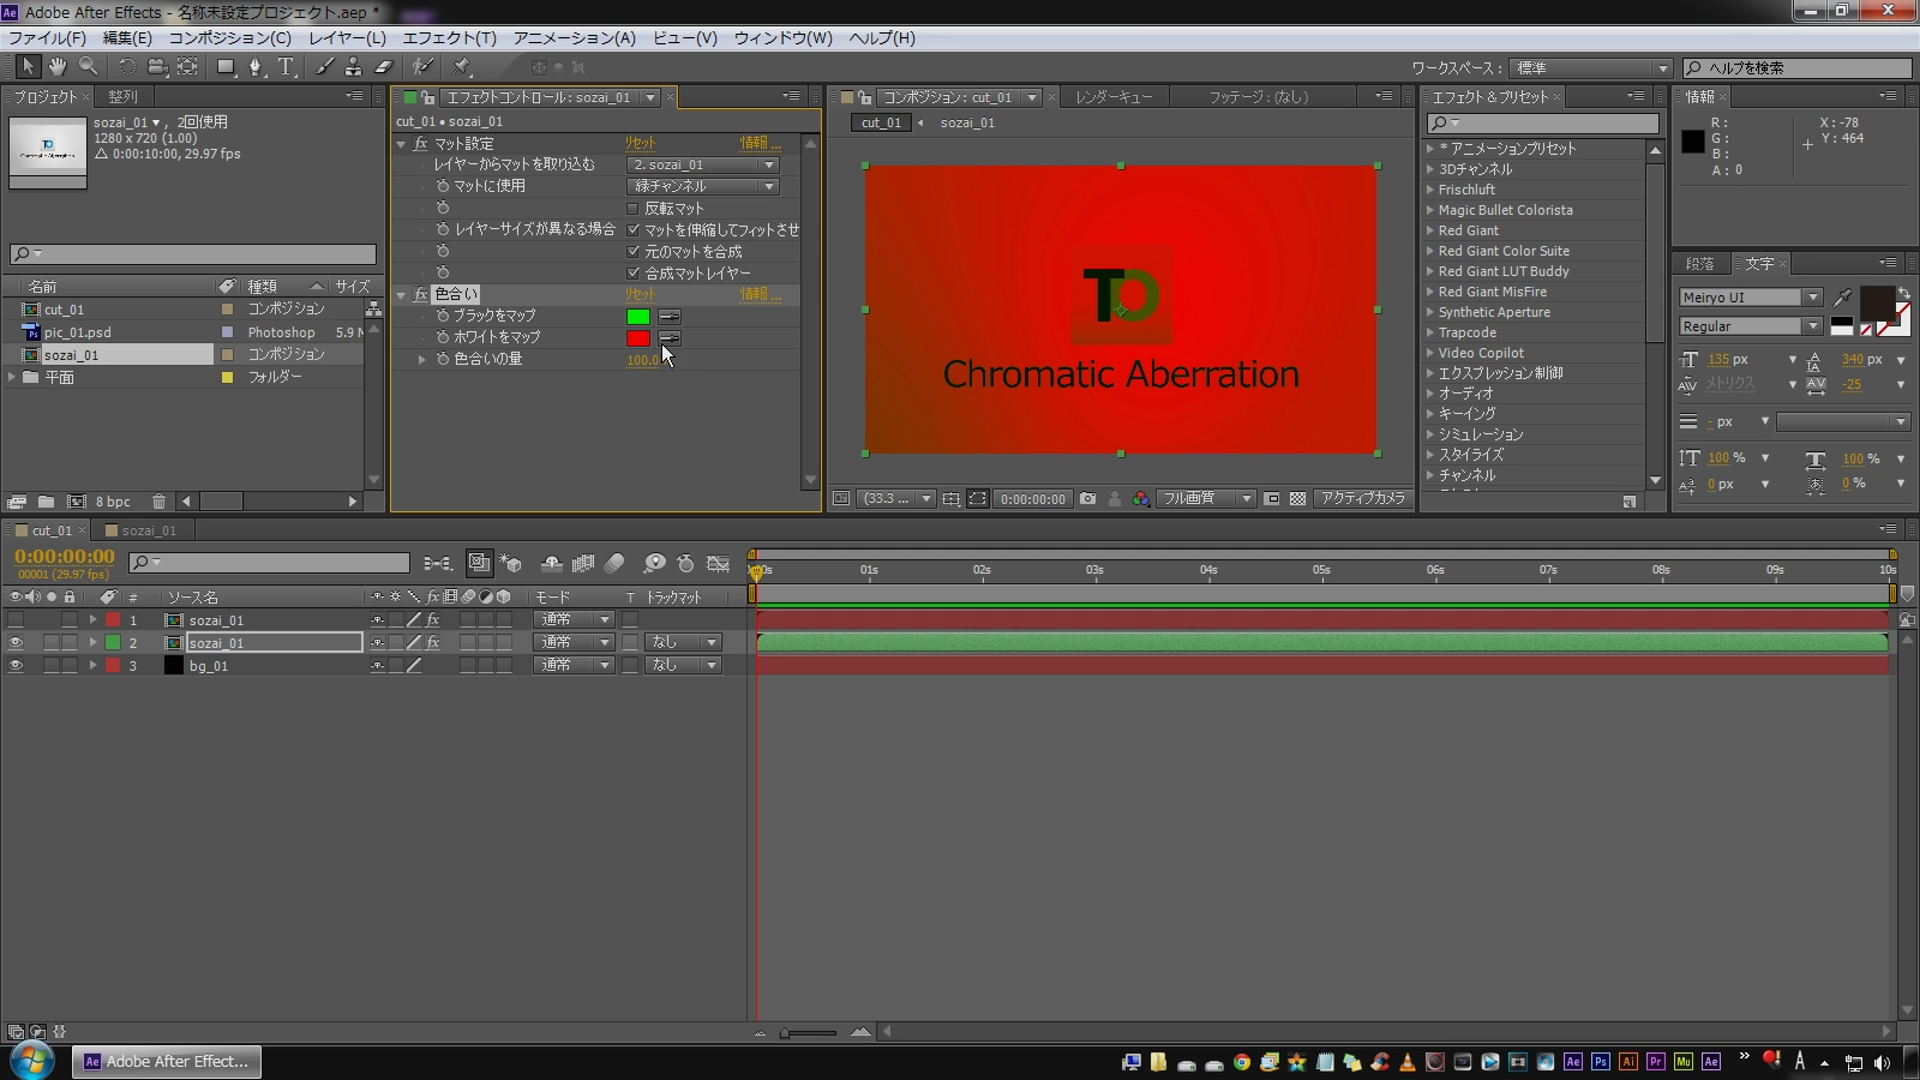 Adobe After Effects - 名称未設定プロジェクト.aep *
ファイル(F) 編集(E) コンポジション(C) レイヤー(L) エフェクト(T) アニメーション(A) ビュー(V) ウィンドウ(W) ヘルプ(H)
ワークスペース: 標準 ヘルプを検索
プロジェクト 整列
sozai_01 , 2回使用
1280 x 720 (1.00)
Δ 0:00:10:00, 29.97 fps
名前 種類 サイズ
cut_01 コンポジション
pic_01.psd Photoshop 5.9 M
sozai_01 コンポジション
平面 フォルダー
8 bpc
エフェクトコントロール: sozai_01
cut_01 • sozai_01
fx マット設定 リセット 情報...
レイヤーからマットを取り込む 2. sozai_01
マットに使用 緑チャンネル
反転マット
レイヤーサイズが異なる場合 マットを伸縮してフィットさせ
元のマットを合成
合成マットレイヤー
fx 色合い リセット 情報...
ブラックをマップ
ホワイトをマップ
色合いの量 100.0
コンポジション: cut_01 レンダーキュー フッテージ: (なし)
cut_01 sozai_01
TO
Chromatic Aberration
(33.3 ... 0:00:00:00 フル画質 アクティブカメラ
エフェクト&プリセット
* アニメーションプリセット
3Dチャンネル
Frischluft
Magic Bullet Colorista
Red Giant
Red Giant Color Suite
Red Giant LUT Buddy
Red Giant MisFire
Synthetic Aperture
Trapcode
Video Copilot
エクスプレッション制御
オーディオ
キーイング
シミュレーション
スタイライズ
チャンネル
情報
R: X: -78
G: Y: 464
B:
A: 0
段落 文字
Meiryo UI
Regular
135 px 340 px
メトリクス -25
- px
100 % 100 %
0 px 0 %
cut_01 sozai_01
0:00:00:00
00001 (29.97 fps)
# ソース名 モード T トラックマット
1 sozai_01 fx 通常
2 sozai_01 fx 通常 なし
3 bg_01 通常 なし
00s 01s 02s 03s 04s 05s 06s 07s 08s 09s 10s
Ae Adobe After Effect...
Ae Ps Ai Pr Mu Ae A